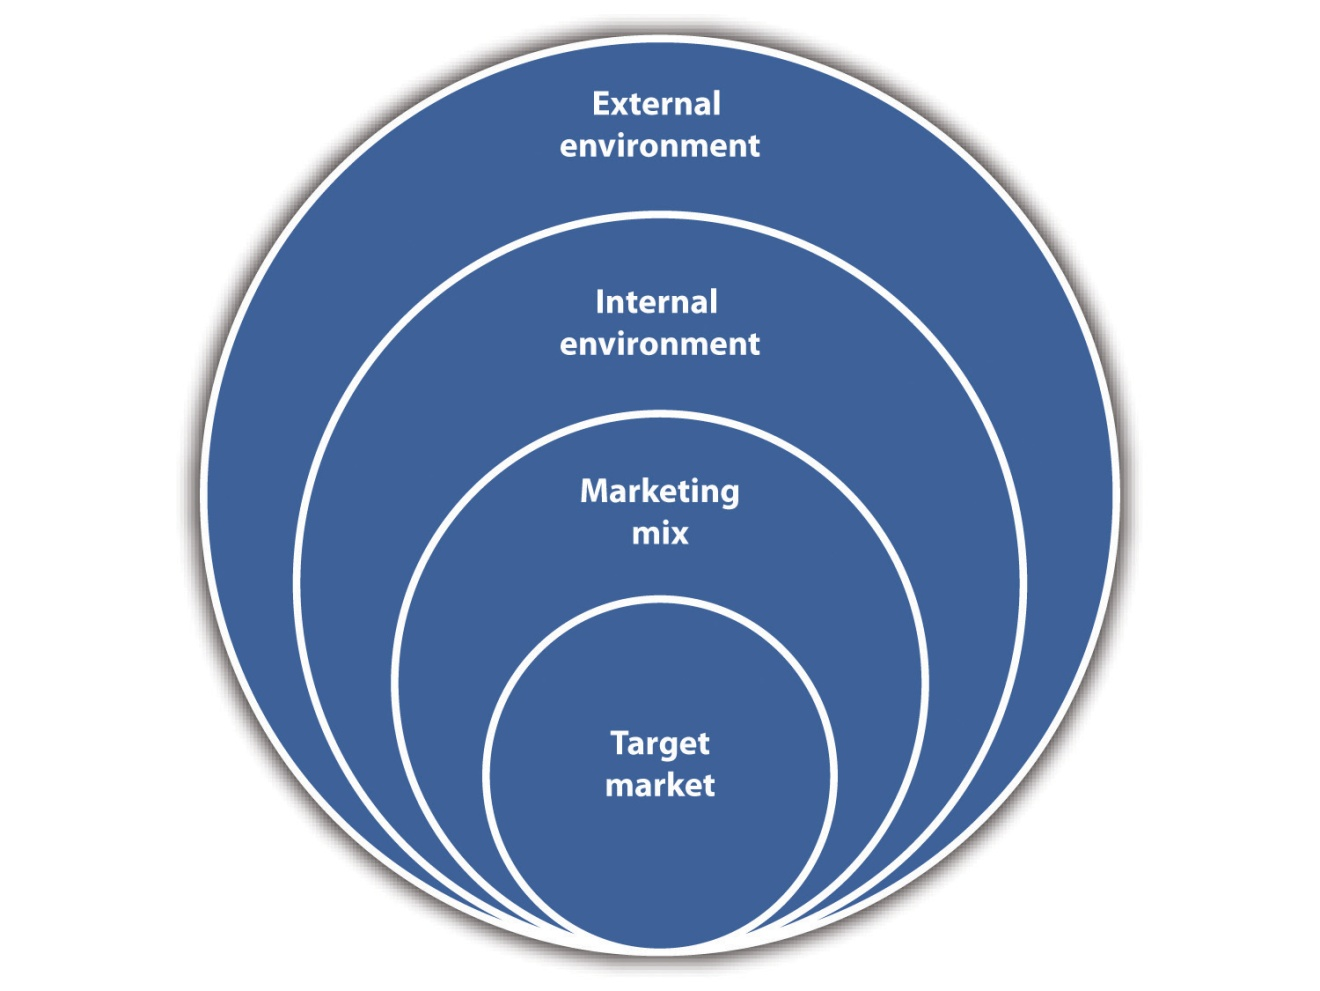 External
environment
Internal
environment
Marketing
mix
Target
market